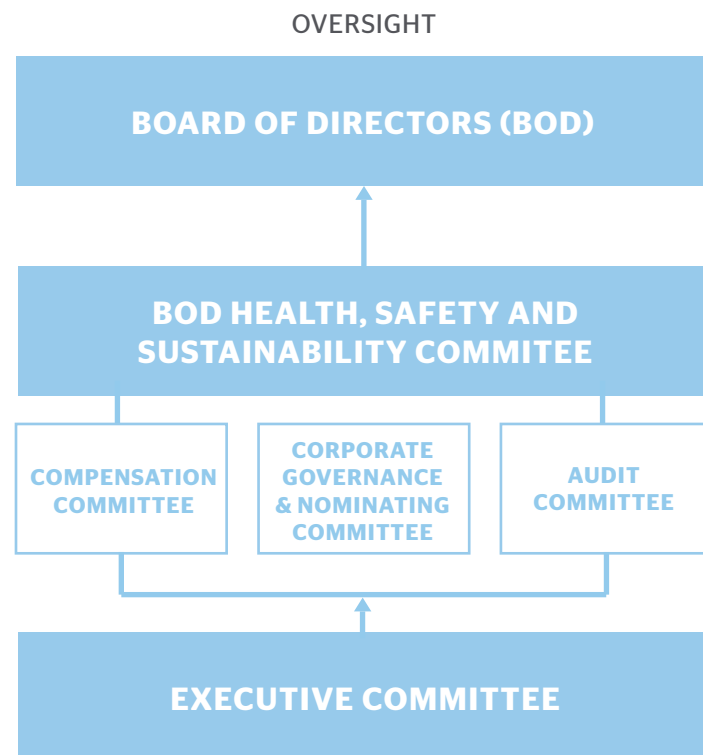 OVERSIGHT
BOARD OF DIRECTORS (BOD)
BOD HEALTH, SAFETY AND
SUSTAINABILITY COMMITEE
COMPENSATION
COMMITTEE
CORPORATE
GOVERNANCE
& NOMINATING
COMMITTEE
AUDIT
COMMITTEE
EXECUTIVE COMMITTEE